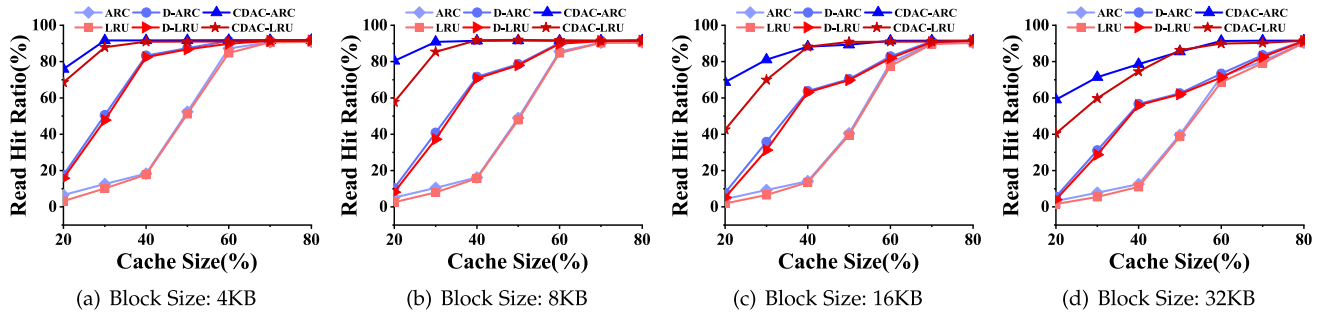 ARC D-ARC CDAC-ARC
LRU D-LRU CDAC-LRU
Read Hit Ratio(%)
100
80
60
40
20
0
20 30 40 50 60 70 80
Cache Size(%)
(a) Block Size: 4KB
ARC D-ARC CDAC-ARC
LRU D-LRU CDAC-LRU
Read Hit Ratio(%)
100
80
60
40
20
0
20 30 40 50 60 70 80
Cache Size(%)
(b) Block Size: 8KB
ARC D-ARC CDAC-ARC
LRU D-LRU CDAC-LRU
Read Hit Ratio(%)
100
80
60
40
20
0
20 30 40 50 60 70 80
Cache Size(%)
(c) Block Size: 16KB
ARC D-ARC CDAC-ARC
LRU D-LRU CDAC-LRU
Read Hit Ratio(%)
100
80
60
40
20
0
20 30 40 50 60 70 80
Cache Size(%)
(d) Block Size: 32KB